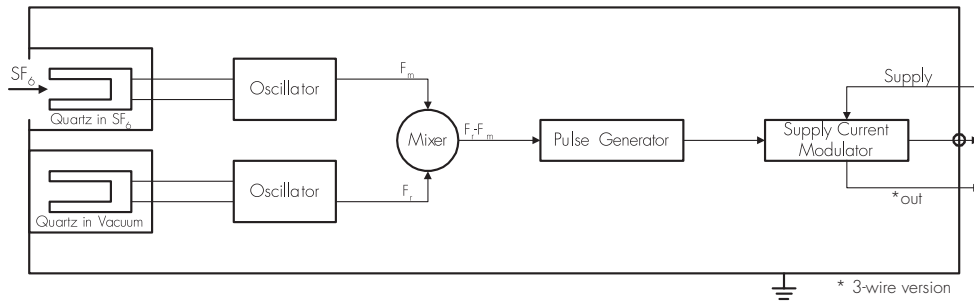 SF₆
Quartz in SF₆
Oscillator
Fₘ
Mixer
Fᵣ-Fₘ
Pulse Generator
Supply
Supply Current
Modulator
*out
Quartz in Vacuum
Oscillator
Fᵣ
* 3-wire version